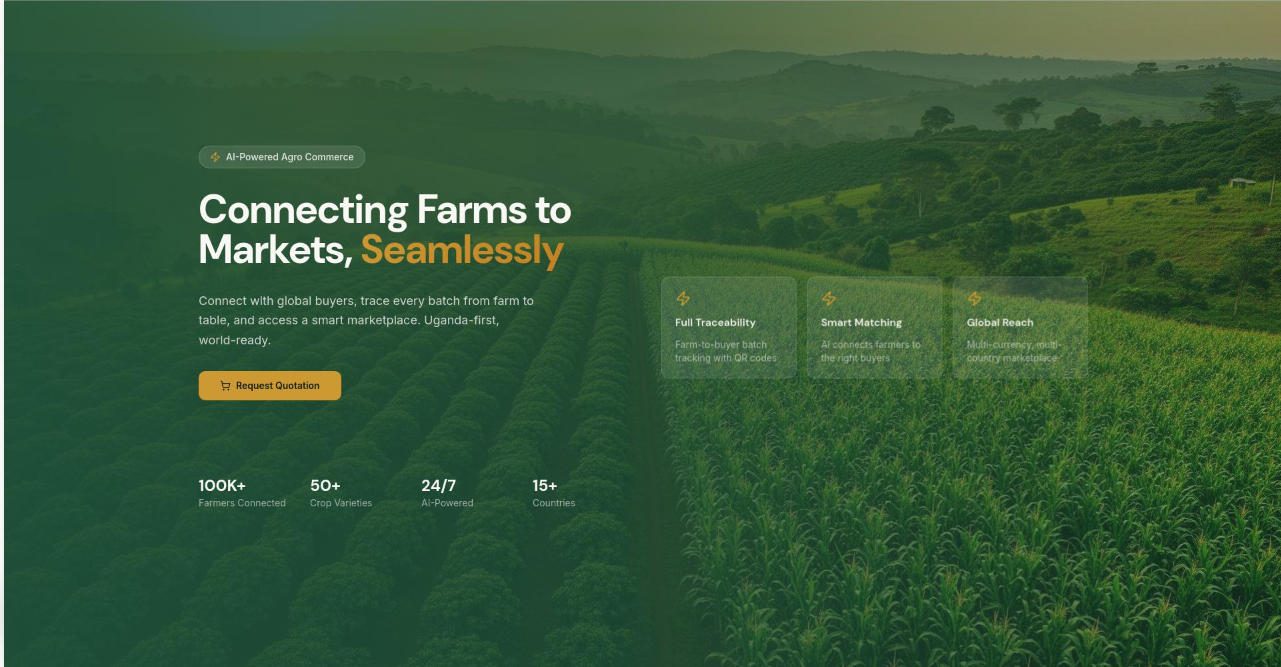 AI-Powered Agro Commerce
Connecting Farms to
Markets, Seamlessly
Connect with global buyers, trace every batch from farm to
table, and access a smart marketplace. Uganda-first,
world-ready.
Request Quotation
100K+
Farmers Connected
50+
Crop Varieties
24/7
AI-Powered
15+
Countries
Full Traceability
Farm-to-buyer batch
tracking with QR codes
Smart Matching
AI connects farmers to
the right buyers
Global Reach
Multi-currency, multi-
country marketplace